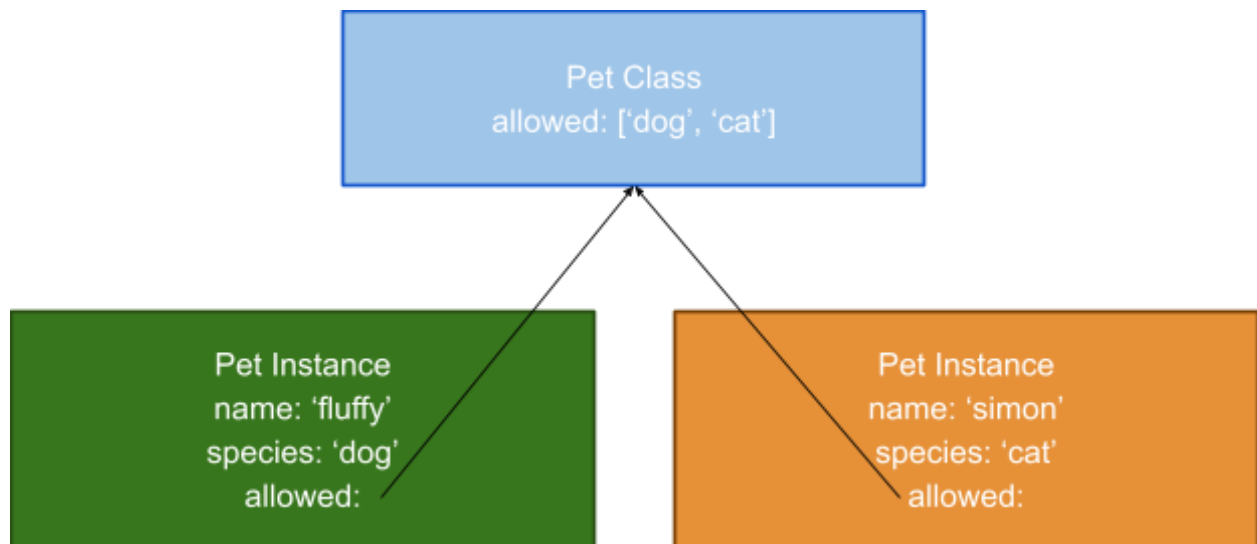 Pet Class
allowed: [‘dog’, ‘cat’]
Pet Instance
name: ‘fluffy’
species: ‘dog’
allowed:
Pet Instance
name: ‘simon’
species: ‘cat’
allowed: